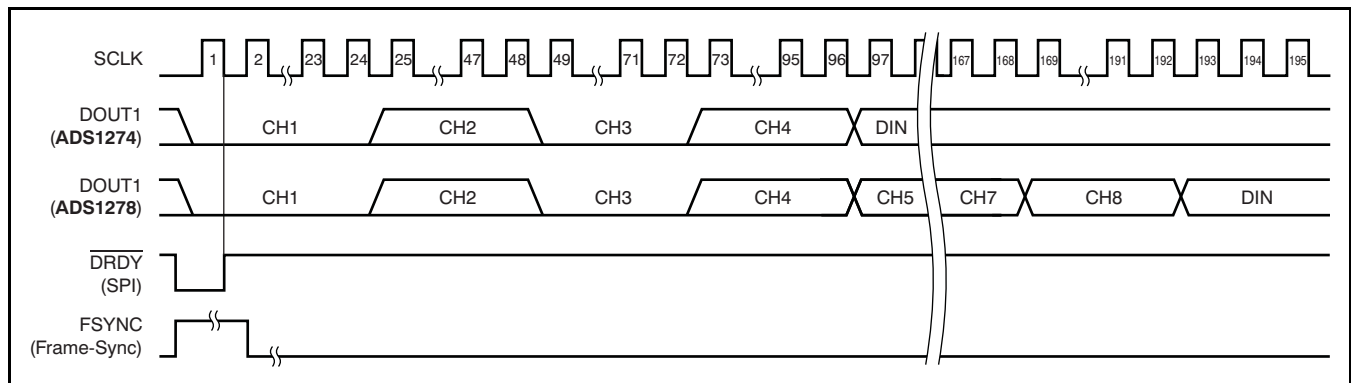 SCLK 1 2 23 24 25 47 48 49 71 72 73 95 96 97 167 168 169 191 192 193 194 195
DOUT1
(ADS1274)
CH1 CH2 CH3 CH4 DIN
DOUT1
(ADS1278)
CH1 CH2 CH3 CH4 CH5 CH7 CH8 DIN
DRDY
(SPI)
FSYNC
(Frame-Sync)